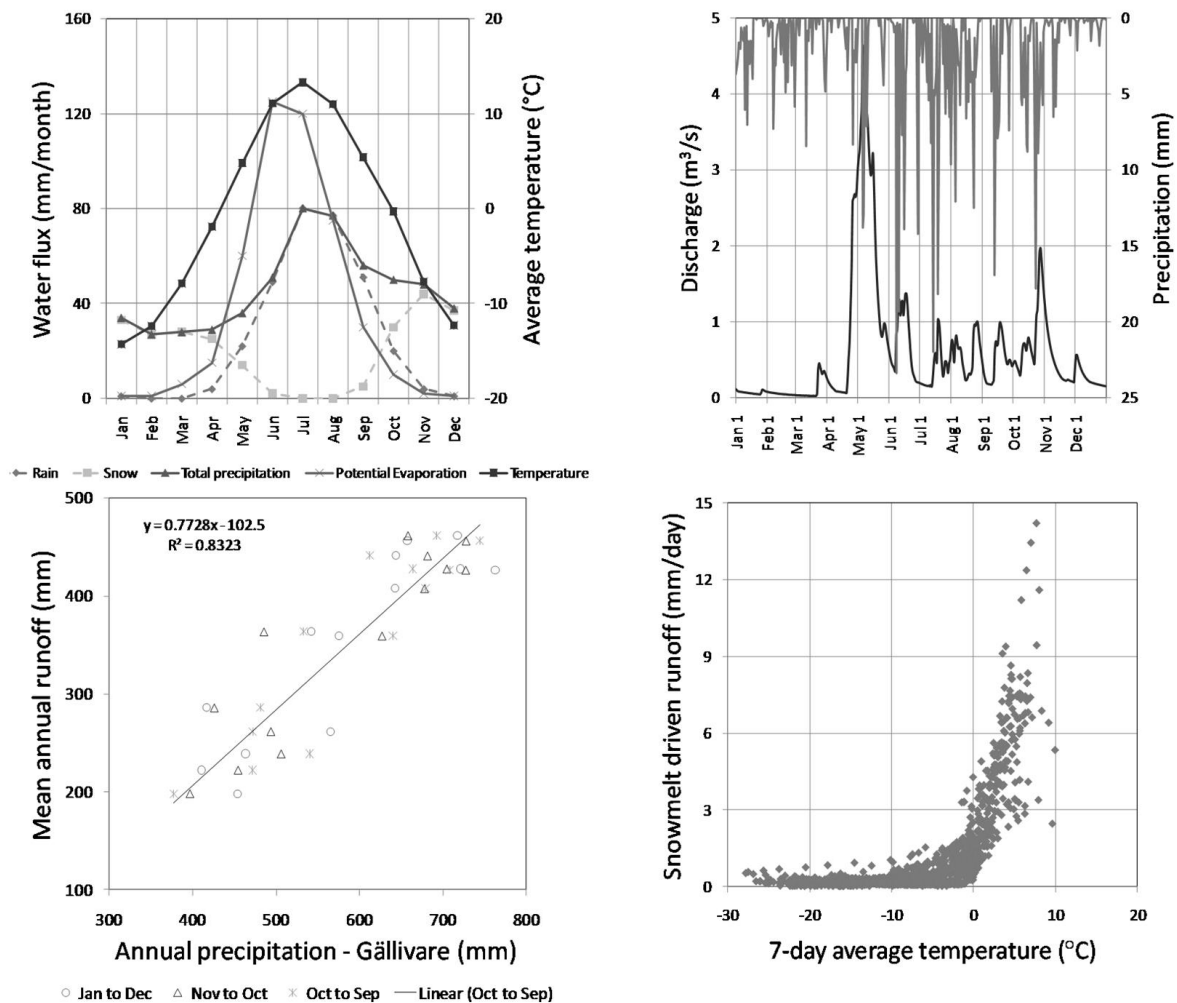 160
120
80
40
0
Water flux (mm/month)
20
10
0
-10
-20
Average temperature (°C)
Jan
Feb
Mar
Apr
May
Jun
Jul
Aug
Sep
Oct
Nov
Dec
Rain Snow Total precipitation Potential Evaporation Temperature
5
4
3
2
1
0
Discharge (m³/s)
0
5
10
15
20
25
Precipitation (mm)
Jan 1
Feb 1
Mar 1
Apr 1
May 1
Jun 1
Jul 1
Aug 1
Sep 1
Oct 1
Nov 1
Dec 1
500
400
300
200
100
Mean annual runoff (mm)
y = 0.7728x - 102.5
R² = 0.8323
300 400 500 600 700 800
Annual precipitation - Gällivare (mm)
Jan to Dec Nov to Oct Oct to Sep Linear (Oct to Sep)
15
12
9
6
3
0
Snowmelt driven runoff (mm/day)
-30 -20 -10 0 10 20
7-day average temperature (°C)